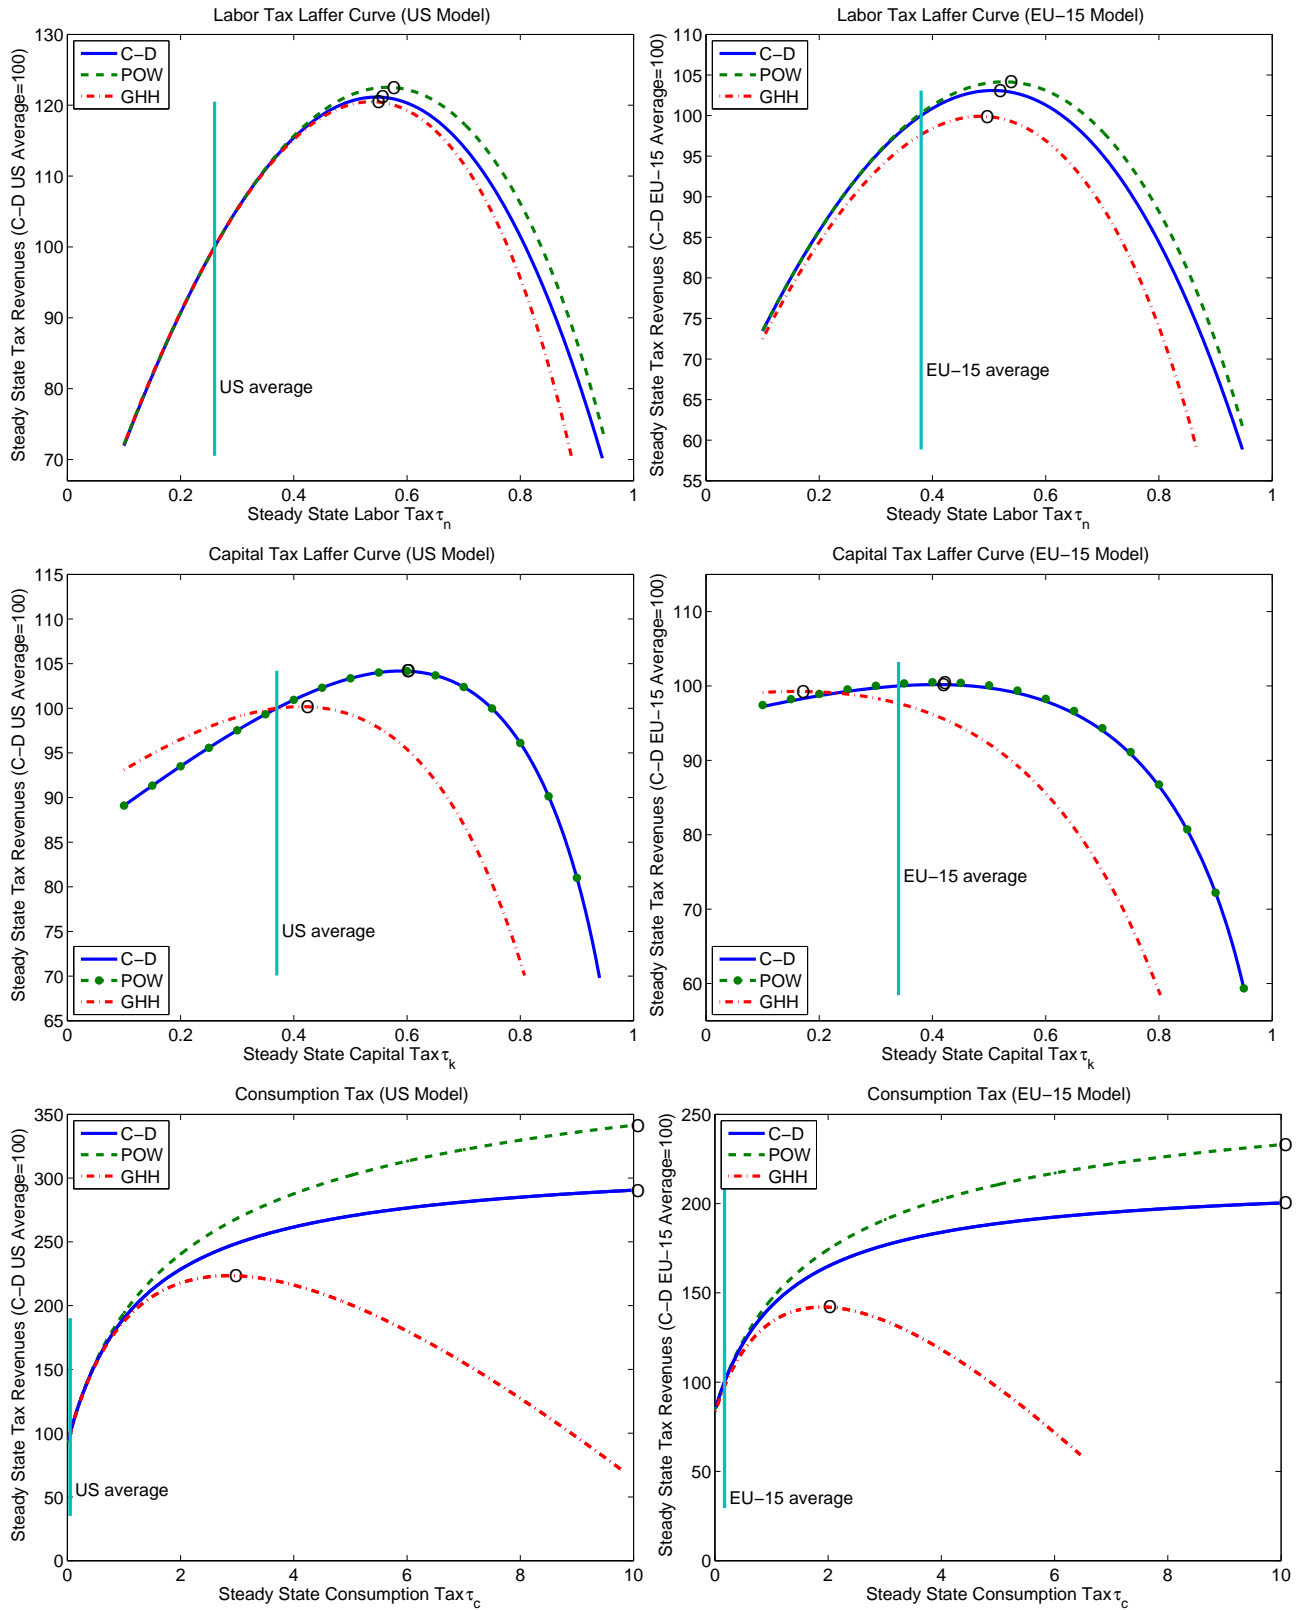 Labor Tax Laffer Curve (US Model)
130
120
110
100
90
80
70
0 0.2 0.4 0.6 0.8 1
Steady State Labor Tax τn
Steady State Tax Revenues (C−D US Average=100)
C−D
POW
GHH
US average
Labor Tax Laffer Curve (EU−15 Model)
110
105
100
95
90
85
80
75
70
65
60
55
0 0.2 0.4 0.6 0.8 1
Steady State Labor Tax τn
Steady State Tax Revenues (C−D EU−15 Average=100)
C−D
POW
GHH
EU−15 average
Capital Tax Laffer Curve (US Model)
115
110
105
100
95
90
85
80
75
70
65
0 0.2 0.4 0.6 0.8 1
Steady State Capital Tax τk
Steady State Tax Revenues (C−D US Average=100)
US average
C−D
POW
GHH
Capital Tax Laffer Curve (EU−15 Model)
110
100
90
80
70
60
0 0.2 0.4 0.6 0.8 1
Steady State Capital Tax τk
Steady State Tax Revenues (C−D EU−15 Average=100)
EU−15 average
C−D
POW
GHH
Consumption Tax (US Model)
350
300
250
200
150
100
50
0
0 2 4 6 8 10
Steady State Consumption Tax τc
Steady State Tax Revenues (C−D US Average=100)
C−D
POW
GHH
US average
Consumption Tax (EU−15 Model)
250
200
150
100
50
0
0 2 4 6 8 10
Steady State Consumption Tax τc
Steady State Tax Revenues (C−D EU−15 Average=100)
C−D
POW
GHH
EU−15 average